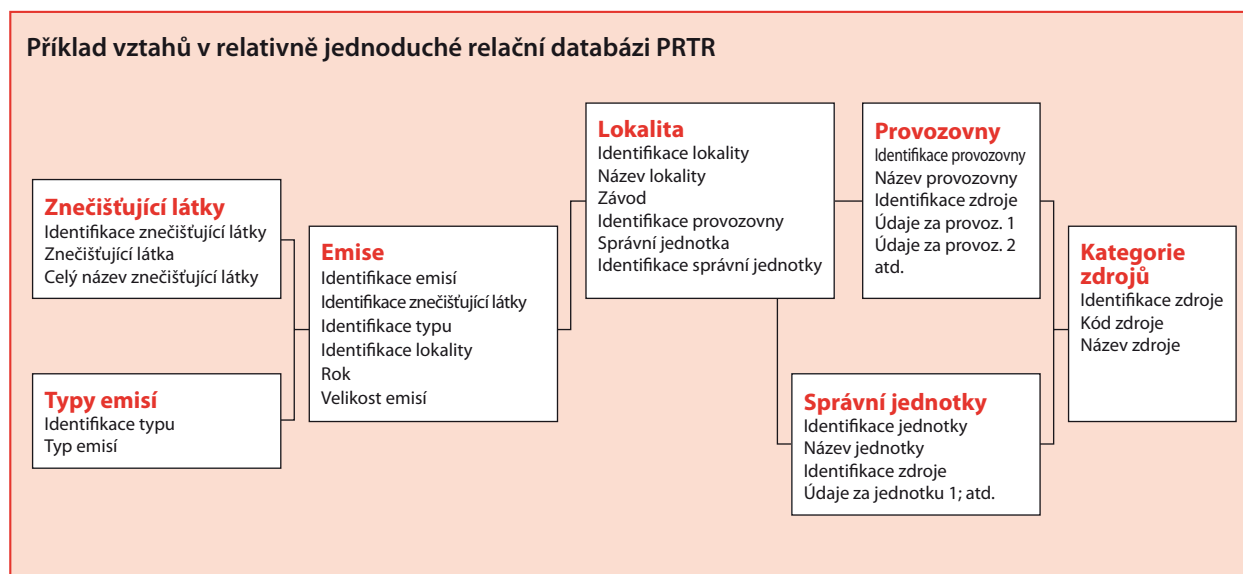 Příklad vztahů v relativně jednoduché relační databázi PRTR
Znečišťující látky
Identifikace znečišťující látky
Znečišťující látka
Celý název znečišťující látky
Typy emisí
Identifikace typu
Typ emisí
Emise
Identifikace emisí
Identifikace znečišťující látky
Identifikace typu
Identifikace lokality
Rok
Velikost emisí
Lokalita
Identifikace lokality
Název lokality
Závod
Identifikace provozovny
Správní jednotka
Identifikace správní jednotky
Provozovny
Identifikace provozovny
Název provozovny
Identifikace zdroje
Údaje za provoz. 1
Údaje za provoz. 2
atd.
Správní jednotky
Identifikace jednotky
Název jednotky
Identifikace zdroje
Údaje za jednotku 1; atd.
Kategorie
zdrojů
Identifikace zdroje
Kód zdroje
Název zdroje